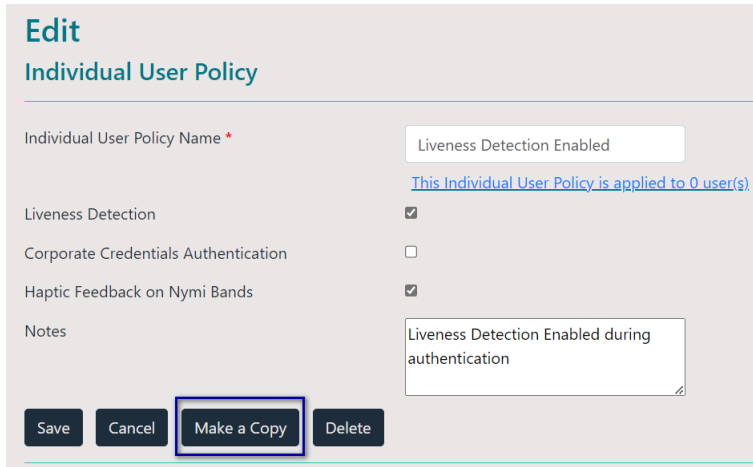 Edit
Individual User Policy
Individual User Policy Name *
Liveness Detection Enabled
This Individual User Policy is applied to 0 user(s)
Liveness Detection
Corporate Credentials Authentication
Haptic Feedback on Nymi Bands
Notes
Liveness Detection Enabled during
authentication
Save Cancel Make a Copy Delete